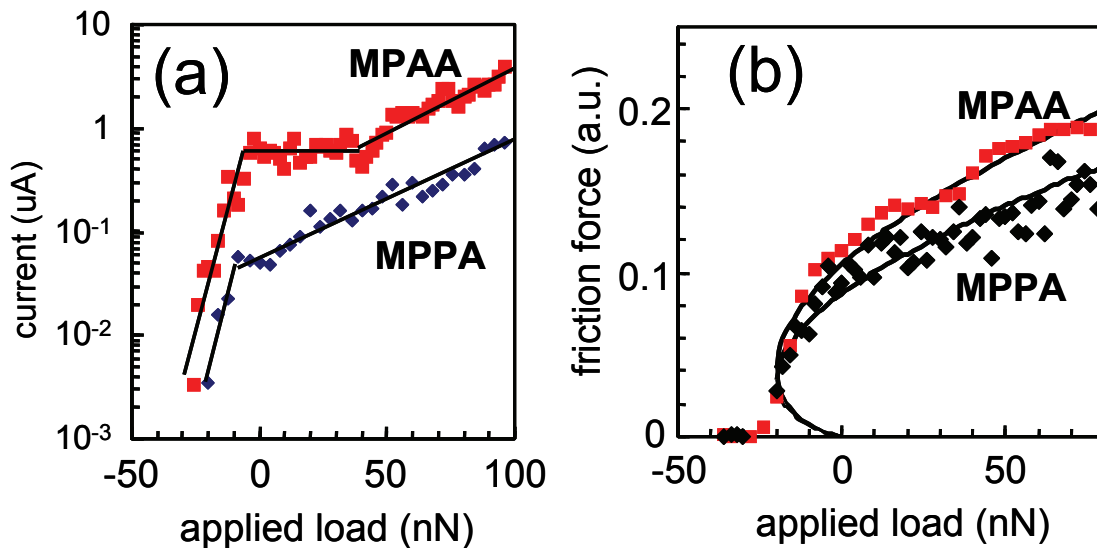 (a)
MPAA
MPPA
current (uA)
10
1
10-1
10-2
10-3
-50
0
50
100
applied load (nN)
(b)
MPAA
MPPA
friction force (a.u.)
0.2
0.1
0
-50
0
50
applied load (nN)